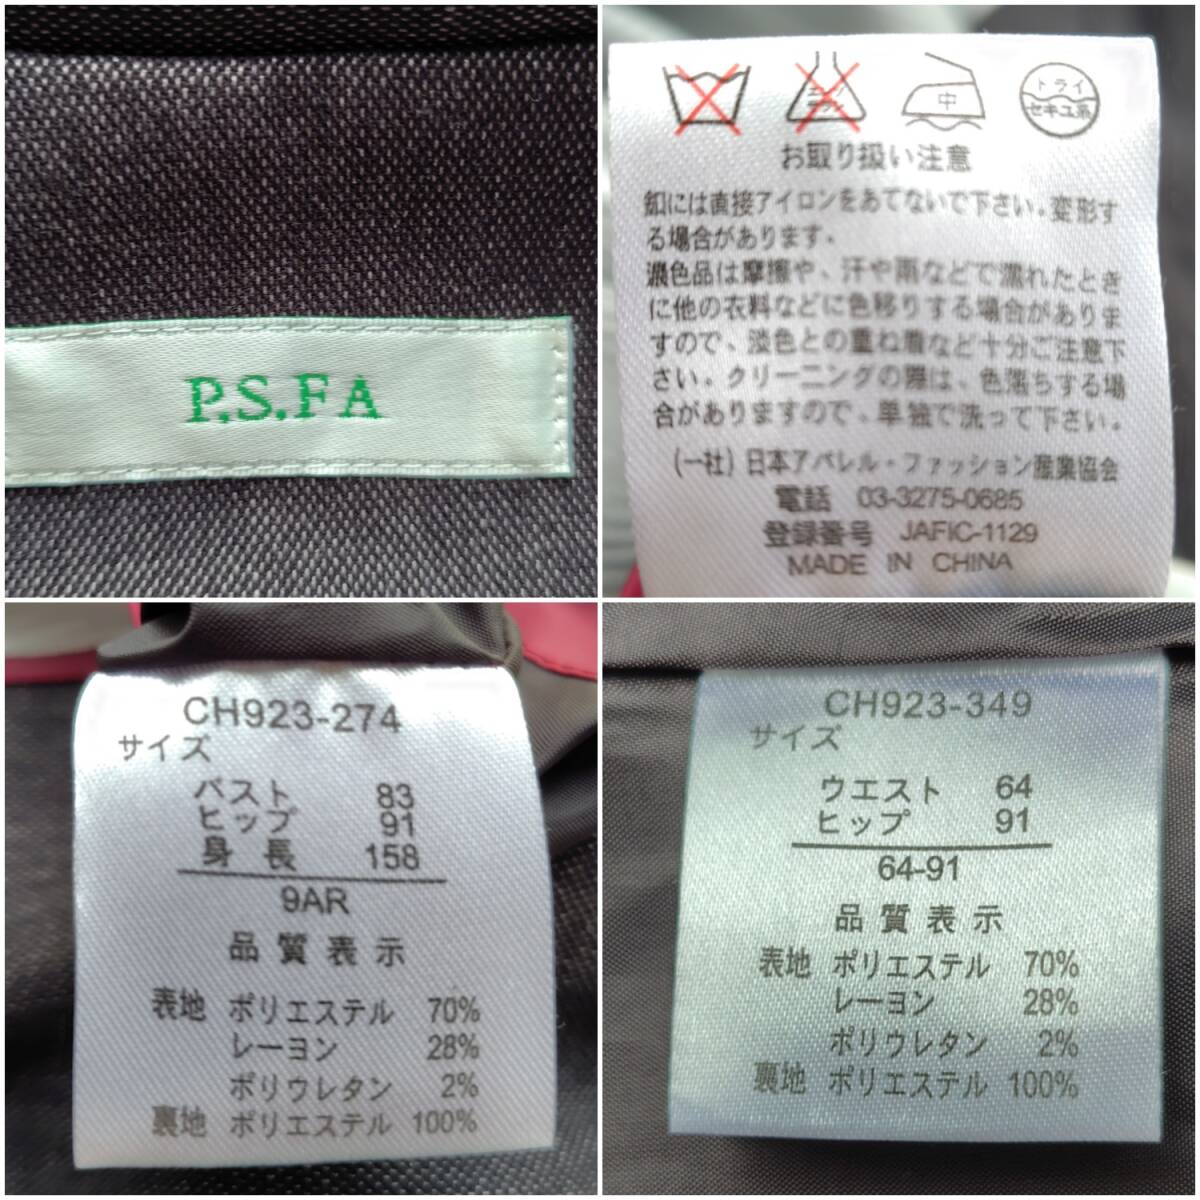 P.S.FA
エンソ
サラシ
中
ドライ
セキユ系
お取り扱い注意
釦には直接アイロンをあてないで下さい。変形す
る場合があります。
濃色品は摩擦や、汗や雨などで濡れたときに
他の衣料などに色移りする場合がありま
すので、淡色との重ね着など十分ご注意下
さい。クリーニングの際は、色落ちする場
合がありますので、単独で洗って下さい。
(一社)日本アパレル・ファッション産業協会
電話 03-3275-0685
登録番号 JAFIC-1129
MADE IN CHINA
CH923-274
サイズ
バスト 83
ヒップ 91
身長 158
9AR
品質表示
表地 ポリエステル 70%
レーヨン 28%
ポリウレタン 2%
裏地 ポリエステル 100%
CH923-349
サイズ
ウエスト 64
ヒップ 91
64-91
品質表示
表地 ポリエステル 70%
レーヨン 28%
ポリウレタン 2%
裏地 ポリエステル 100%